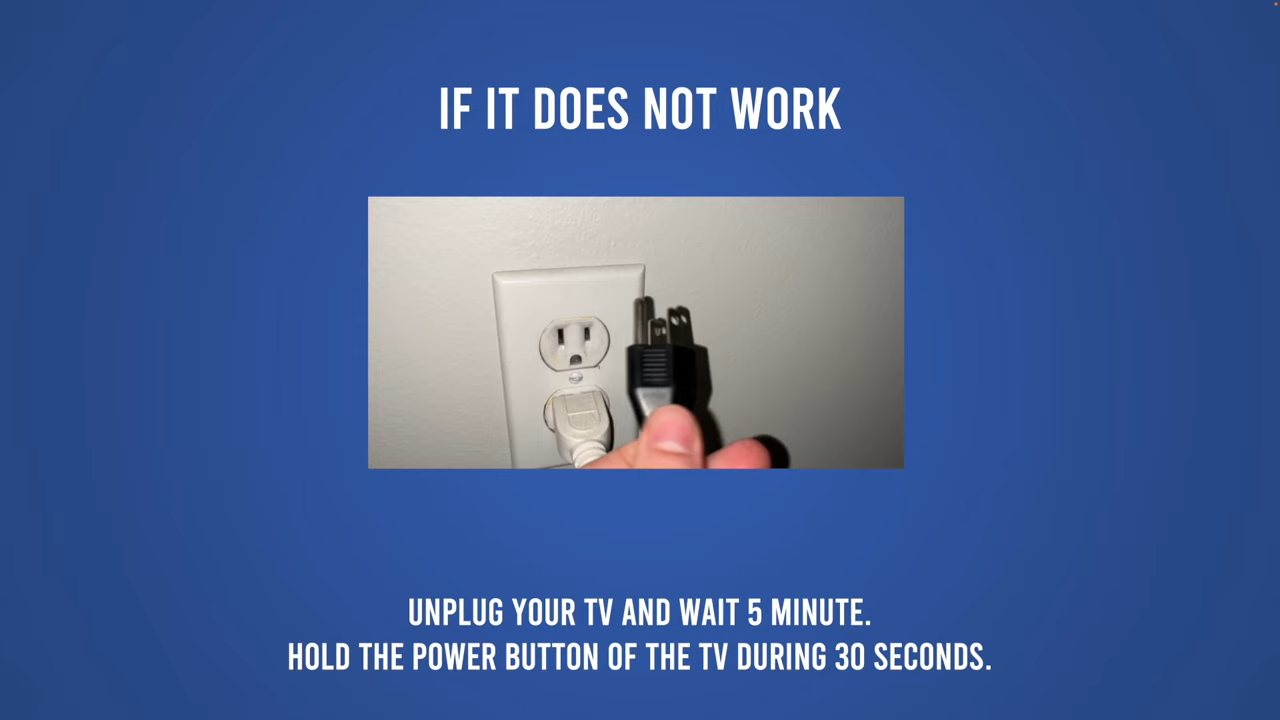 IF IT DOES NOT WORK
UNPLUG YOUR TV AND WAIT 5 MINUTE.
HOLD THE POWER BUTTON OF THE TV DURING 30 SECONDS.